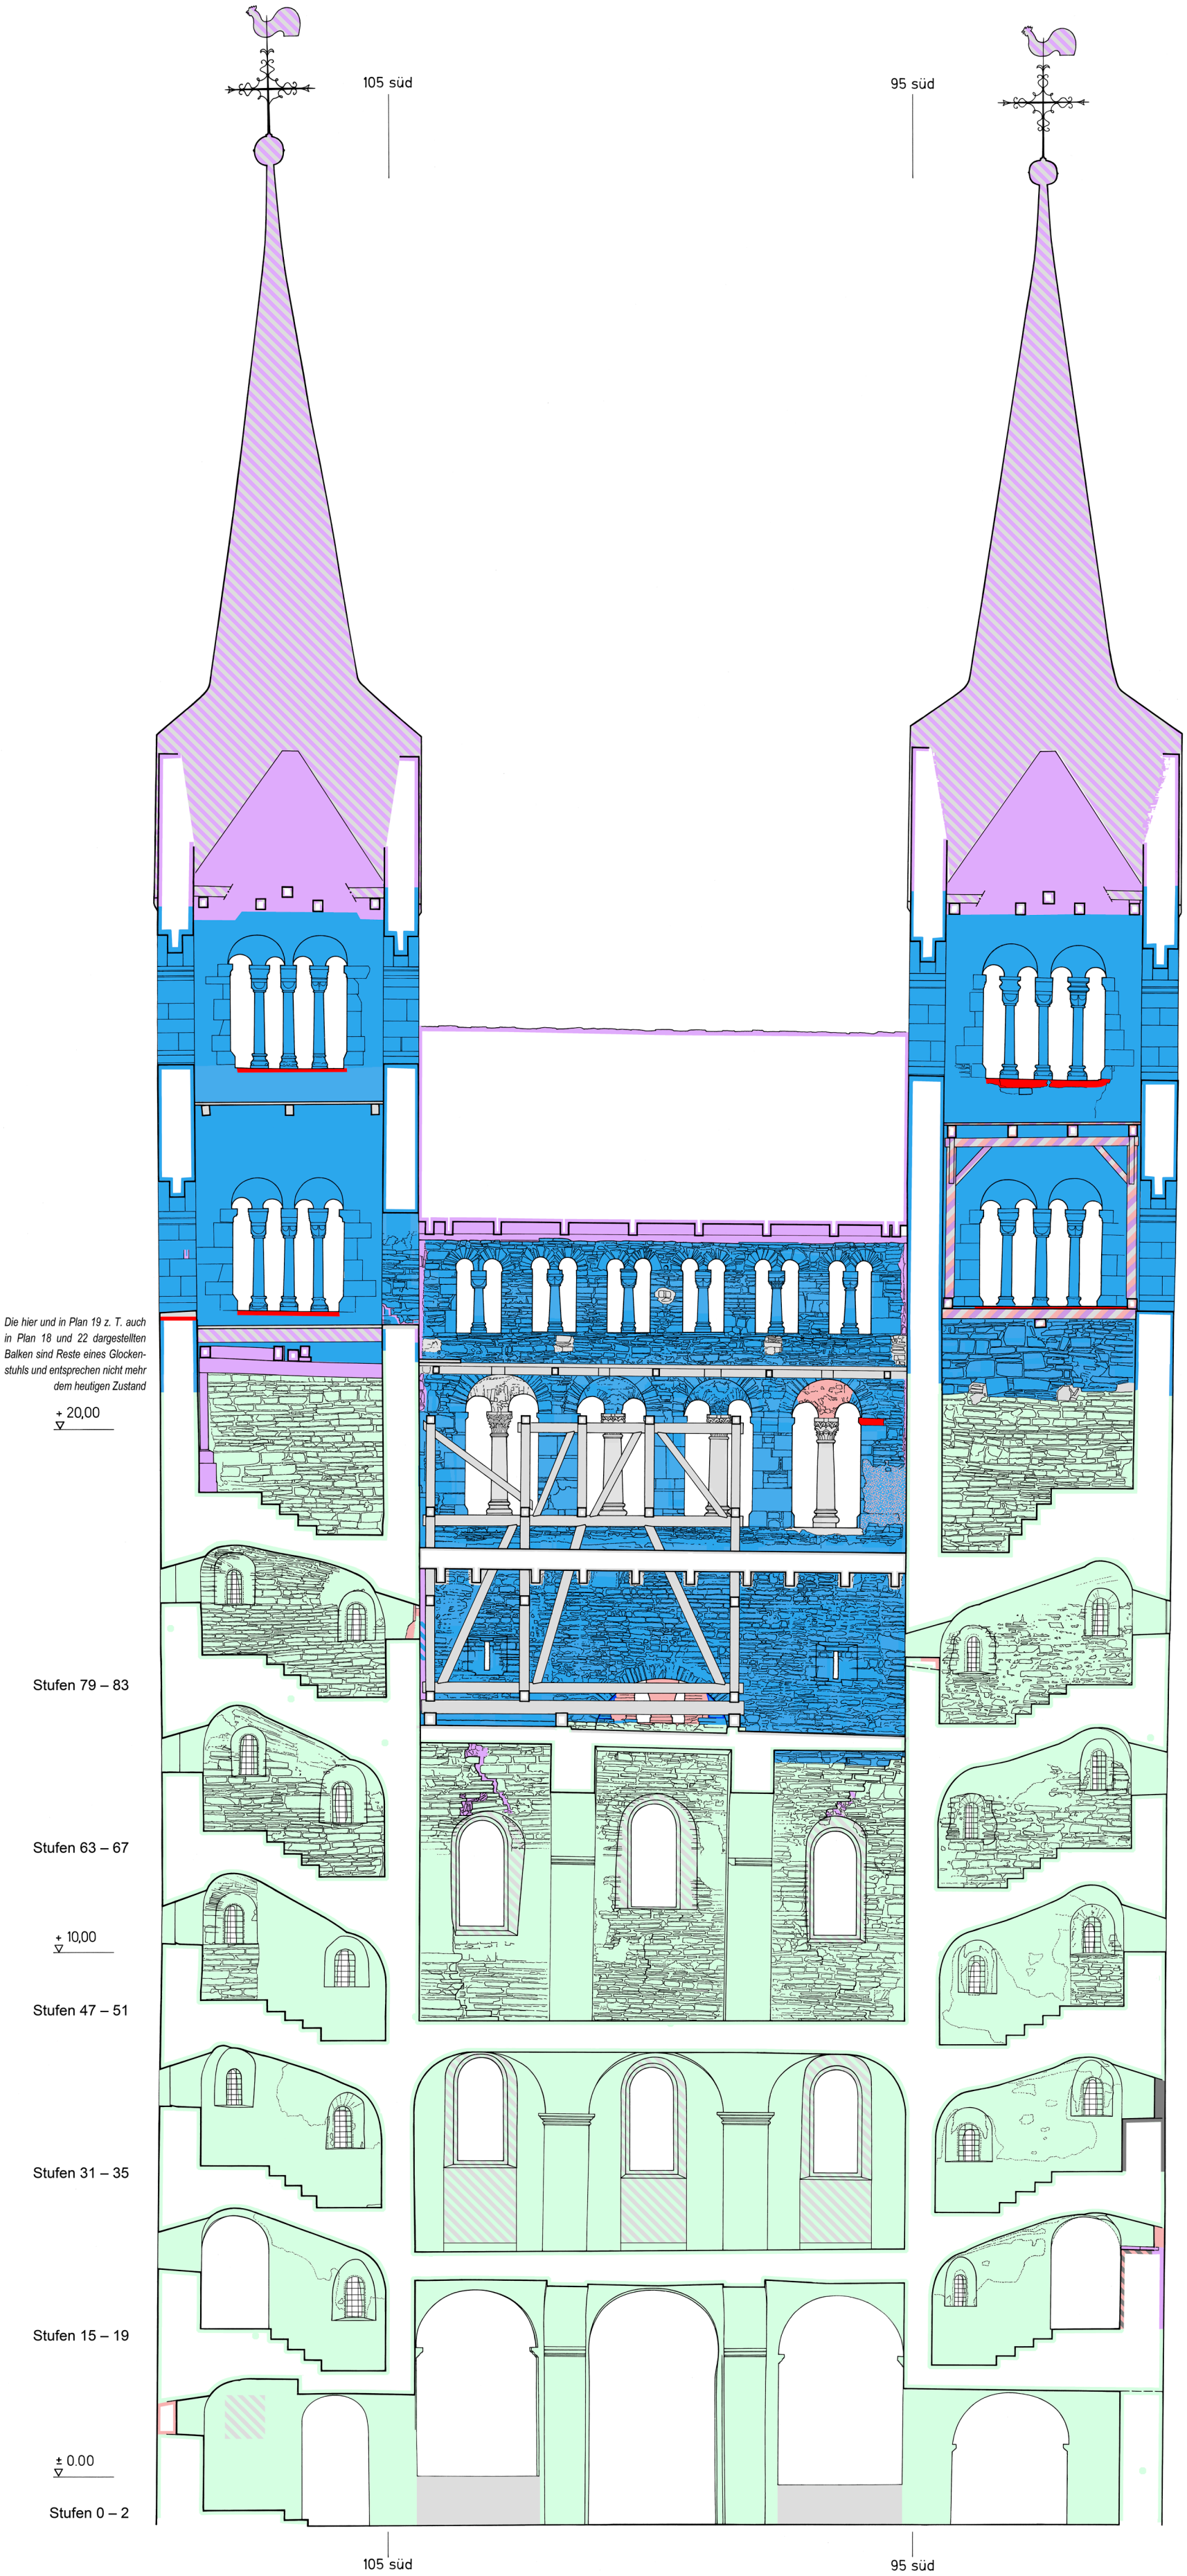 105 süd
95 süd
Die hier und in Plan 19 z. T. auch
in Plan 18 und 22 dargestellten
Balken sind Reste eines Glocken-
stuhls und entsprechen nicht mehr
dem heutigen Zustand
+ 20,00
Stufen 79 – 83
Stufen 63 – 67
+ 10,00
Stufen 47 – 51
Stufen 31 – 35
Stufen 15 – 19
± 0.00
Stufen 0 – 2
105 süd
95 süd